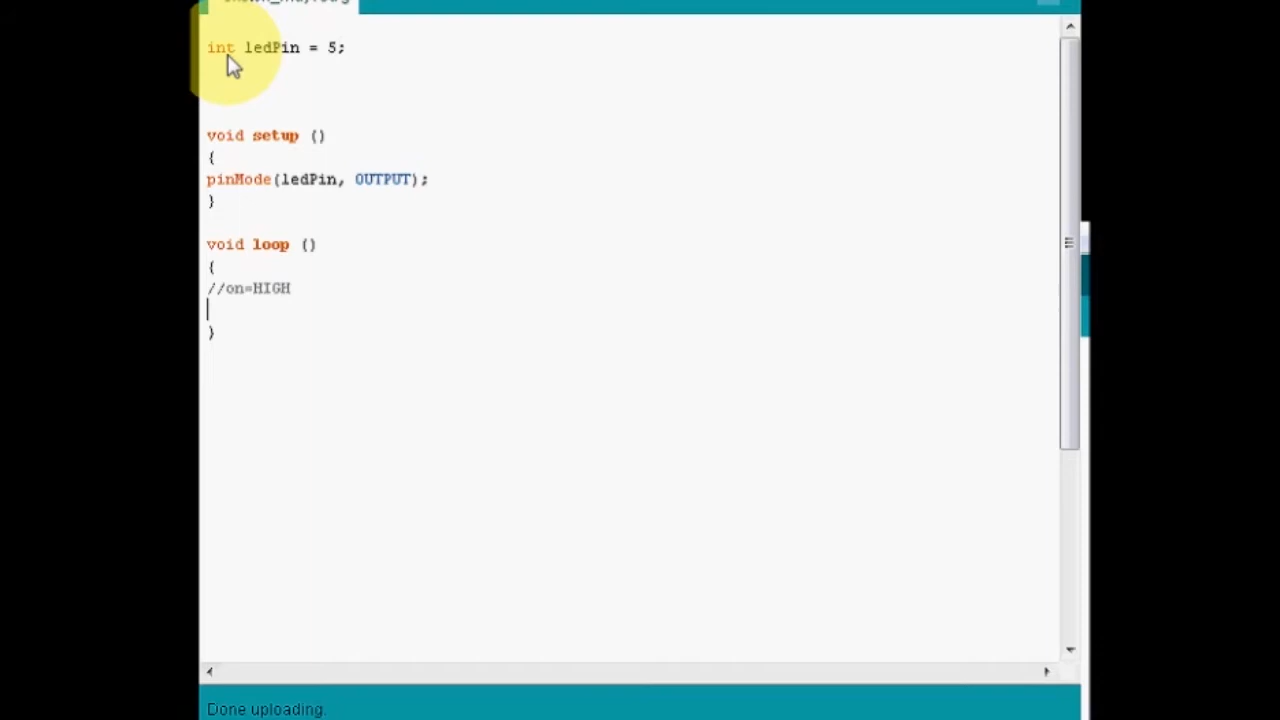 int ledPin = 5;
void setup ()
{
pinMode(ledPin, OUTPUT);
}
void loop ()
{
//on=HIGH
}
Done uploading.